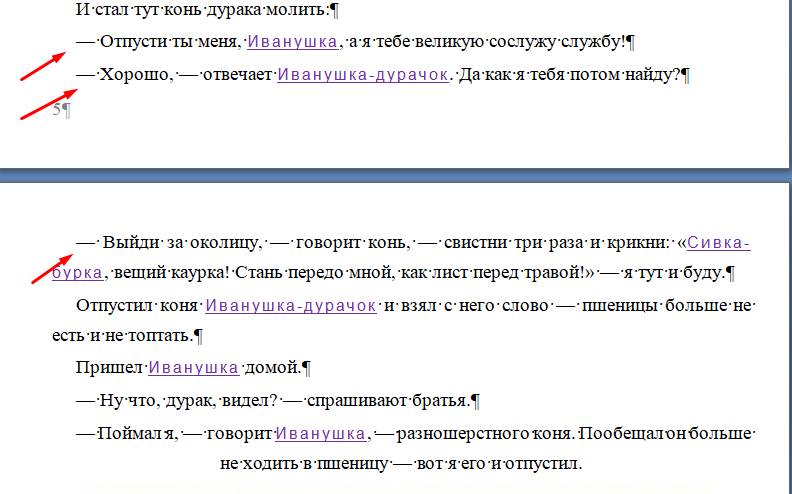 И стал тут конь дурака молить:¶
— Отпусти ты меня, Иванушка, а я тебе великую сослужу службу!¶
— Хорошо, — отвечает Иванушка-дурачок. Да как я тебя потом найду?¶
5¶
— Выйди за околицу, — говорит конь, — свистни три раза и крикни: «Сивка-
бурка, вещий каурка! Стань передо мной, как лист перед травой!» — я тут и буду.¶
Отпустил коня Иванушка-дурачок и взял с него слово — пшеницы больше не
есть и не топтать.¶
Пришел Иванушка домой.¶
— Ну что, дурак, видел? — спрашивают братья.¶
— Поймал я, — говорит Иванушка, — разношерстного коня. Пообещал он больше
не ходить в пшеницу — вот я его и отпустил.